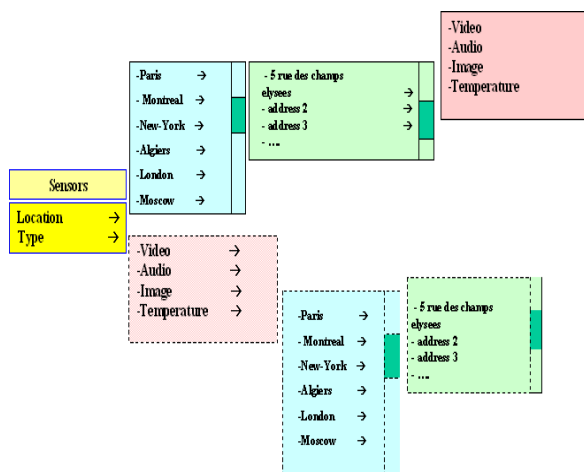 Sensors
Location →
Type →
-Paris →
- Montreal →
-New-York →
-Algiers →
-London →
-Moscow →
- 5 rue des champs
elysees →
- address 2 →
- address 3 →
- ....
-Video
-Audio
-Image
-Temperature
-Video →
-Audio →
-Image →
-Temperature →
-Paris →
- Montreal →
-New-York →
-Algiers →
-London →
-Moscow →
- 5 rue des champs
elysees
- address 2
- address 3
- ....